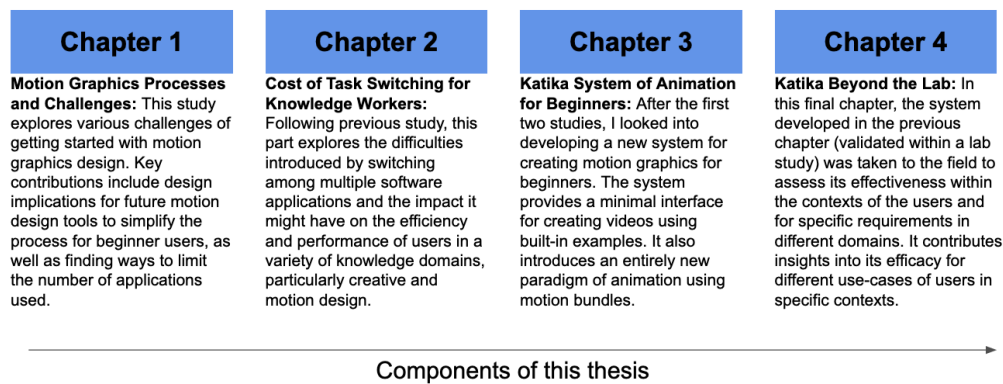 Chapter 1
Motion Graphics Processes
and Challenges: This study
explores various challenges of
getting started with motion
graphics design. Key
contributions include design
implications for future motion
design tools to simplify the
process for beginner users, as
well as finding ways to limit
the number of applications
used.
Chapter 2
Cost of Task Switching for
Knowledge Workers:
Following previous study, this
part explores the difficulties
introduced by switching
among multiple software
applications and the impact it
might have on the efficiency
and performance of users in a
variety of knowledge domains,
particularly creative and
motion design.
Chapter 3
Katika System of Animation
for Beginners: After the first
two studies, I looked into
developing a new system for
creating motion graphics for
beginners. The system
provides a minimal interface
for creating videos using
built-in examples. It also
introduces an entirely new
paradigm of animation using
motion bundles.
Chapter 4
Katika Beyond the Lab: In
this final chapter, the system
developed in the previous
chapter (validated within a lab
study) was taken to the field to
assess its effectiveness within
the contexts of the users and
for specific requirements in
different domains. It contributes
insights into its efficacy for
different use-cases of users in
specific contexts.
Components of this thesis